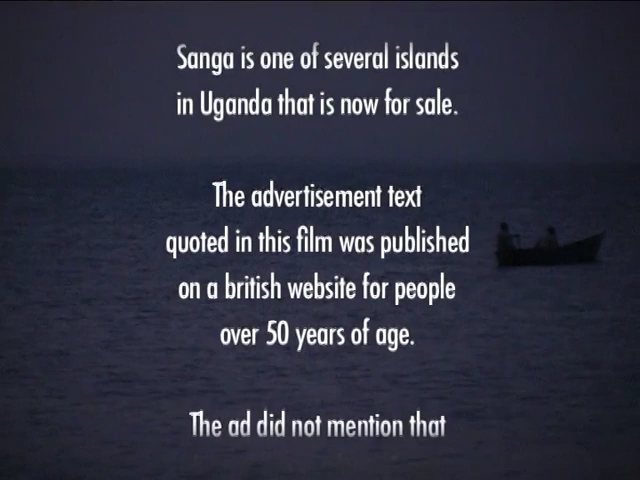 Sanga is one of several islands
in Uganda that is now for sale.
The advertisement text
quoted in this film was published
on a british website for people
over 50 years of age.
The ad did not mention that